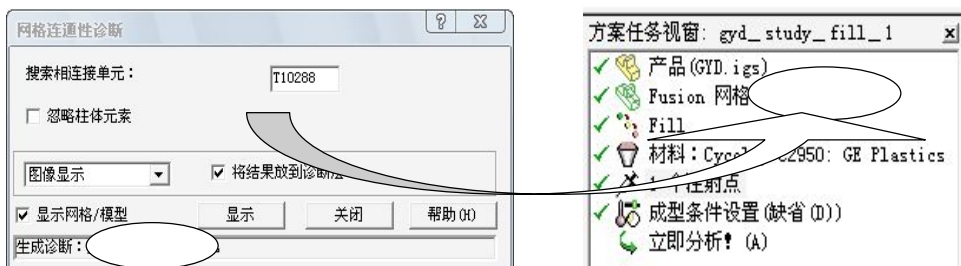 网格连通性诊断
搜索相连接单元：
T10288
忽略柱体元素
图像显示
将结果放到诊断层
显示网格/模型
显示
关闭
帮助(H)
生成诊断：
方案任务视窗: gyd_study_fill_1
产品(GYD.igs)
Fusion 网格
Fill
材料：Cycol 2950: GE Plastics
1 个注射点
成型条件设置(缺省(D))
立即分析! (A)